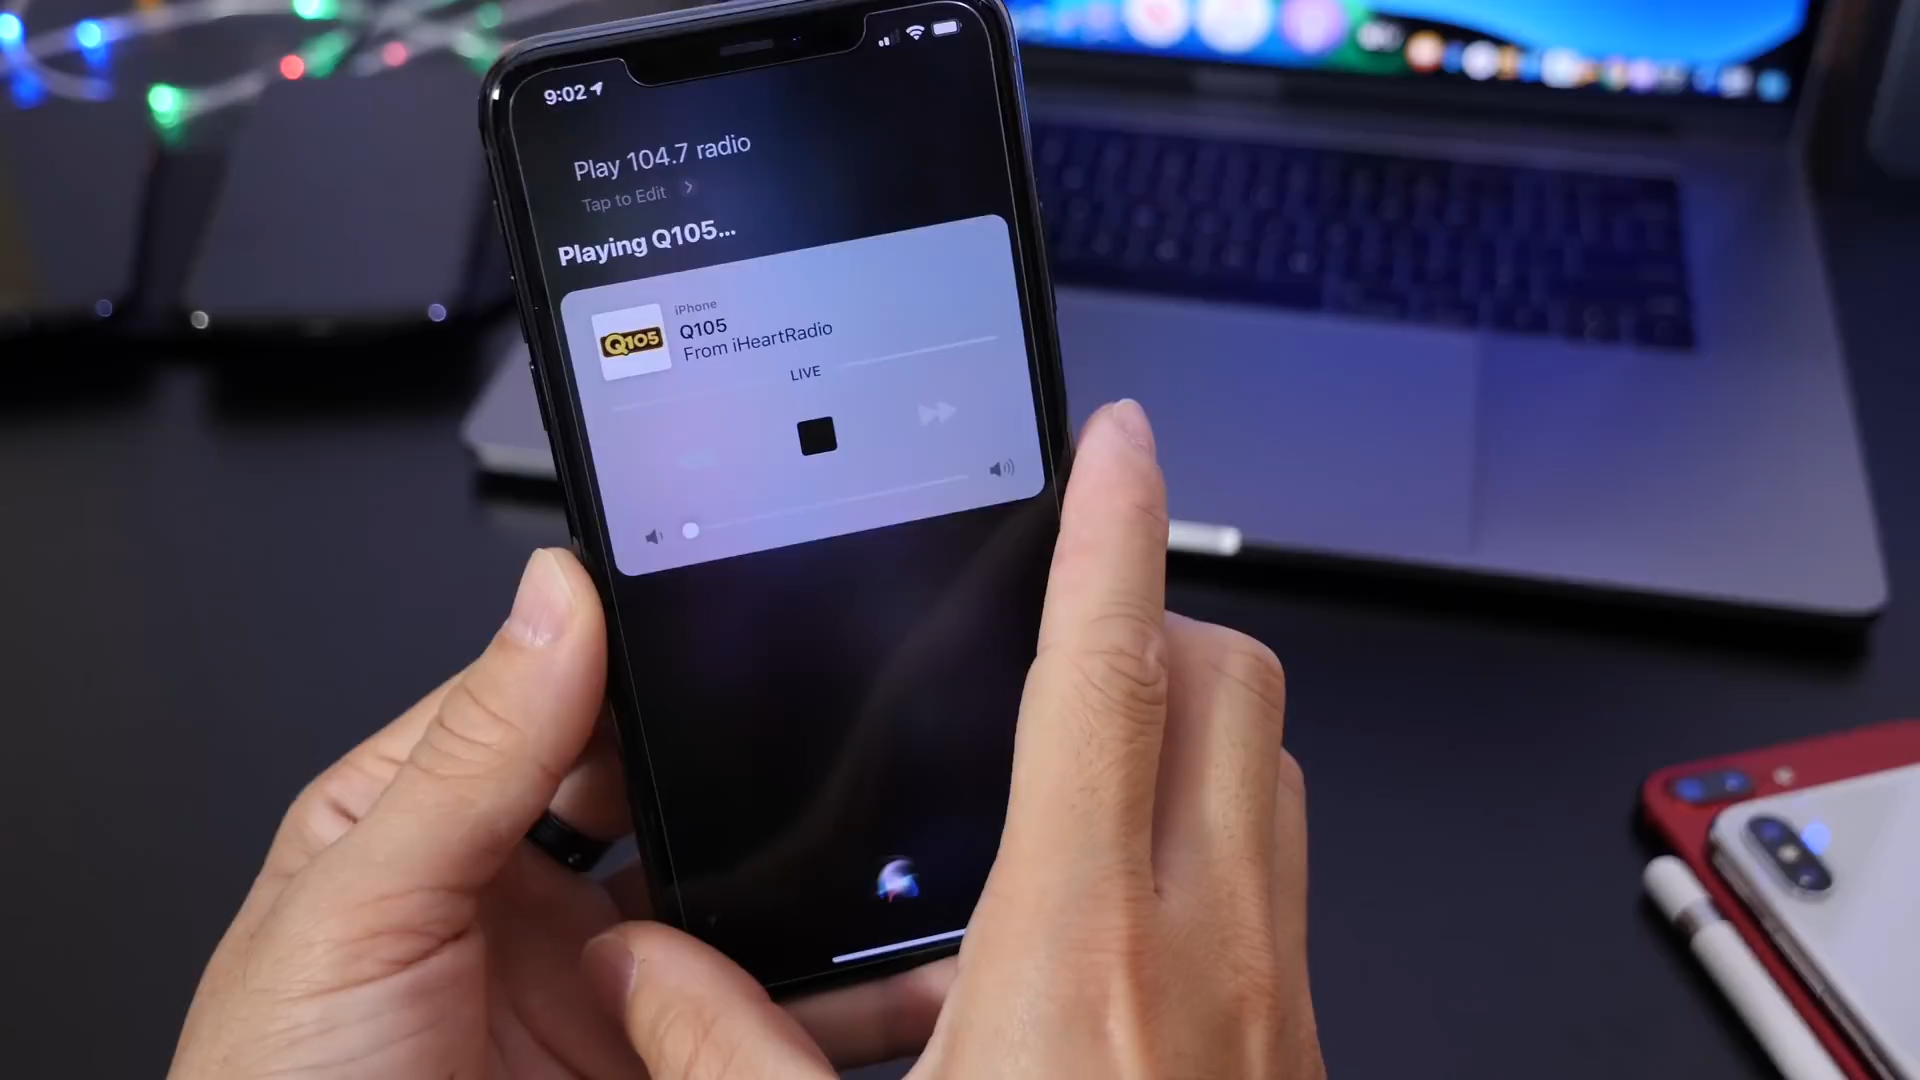 9:02
Play 104.7 radio
Tap to Edit
Playing Q105...
iPhone
Q105
Q105
From iHeartRadio
LIVE